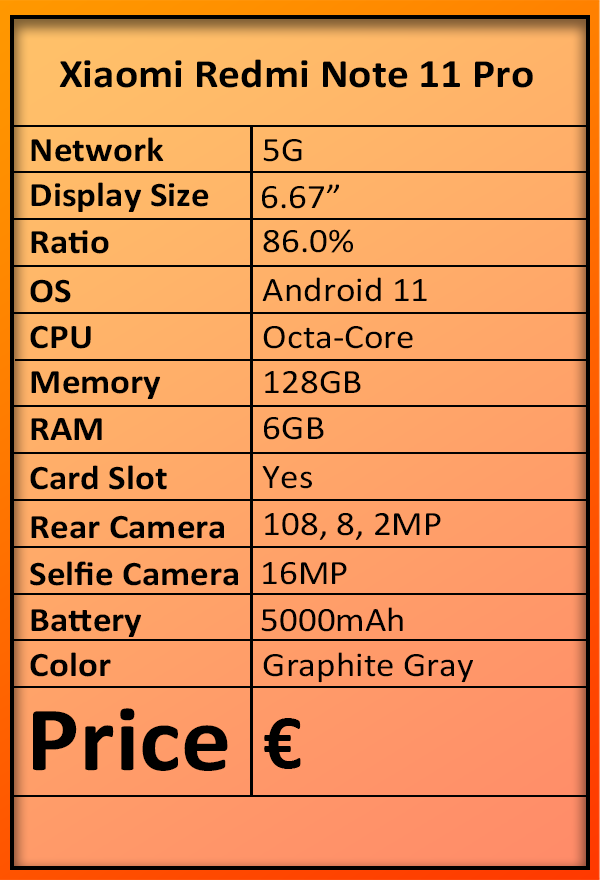 Xiaomi Redmi Note 11 Pro
Network 5G
Display Size 6.67”
Ratio 86.0%
OS Android 11
CPU Octa-Core
Memory 128GB
RAM 6GB
Card Slot Yes
Rear Camera 108, 8, 2MP
Selfie Camera 16MP
Battery 5000mAh
Color Graphite Gray
Price €